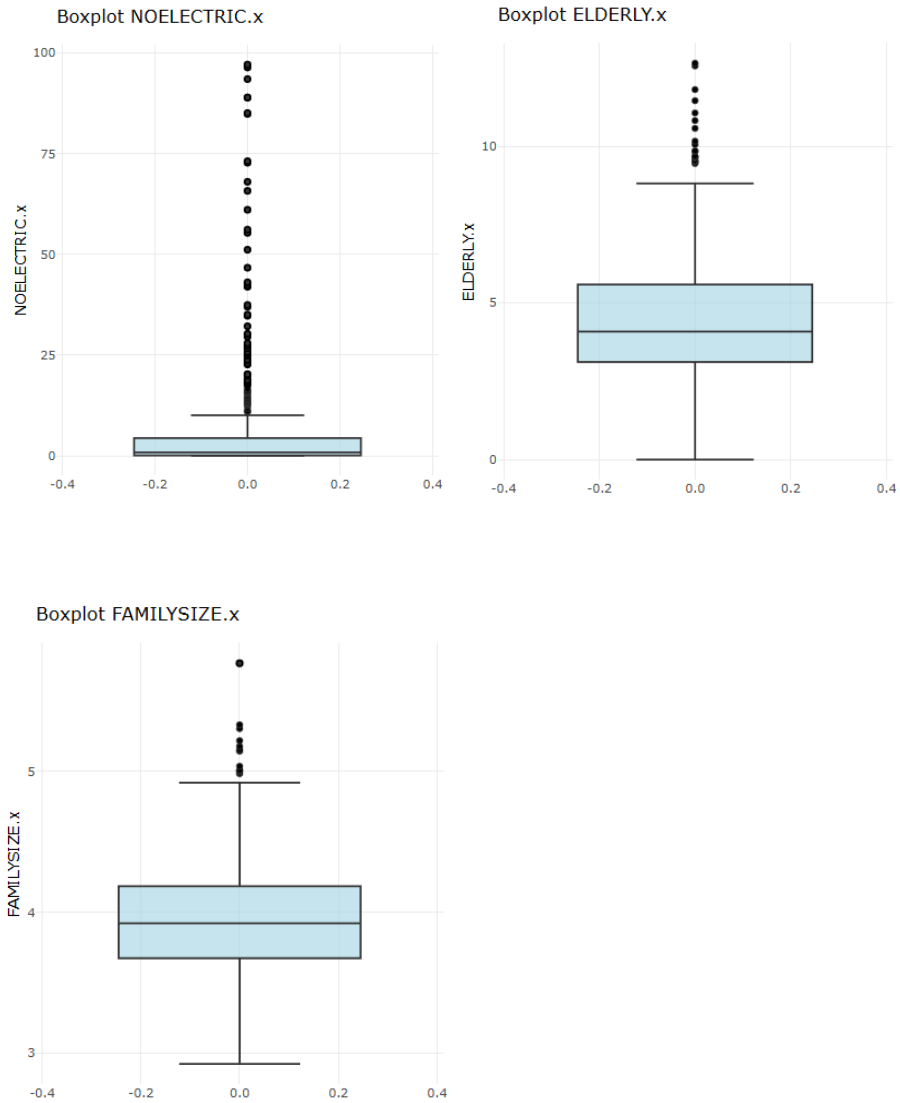 Boxplot NOELECTRIC.x
100
75
50
25
0
NOELECTRIC.x
-0.4 -0.2 0.0 0.2 0.4
Boxplot ELDERLY.x
10
5
0
ELDERLY.x
-0.4 -0.2 0.0 0.2 0.4
Boxplot FAMILYSIZE.x
5
4
3
FAMILYSIZE.x
-0.4 -0.2 0.0 0.2 0.4